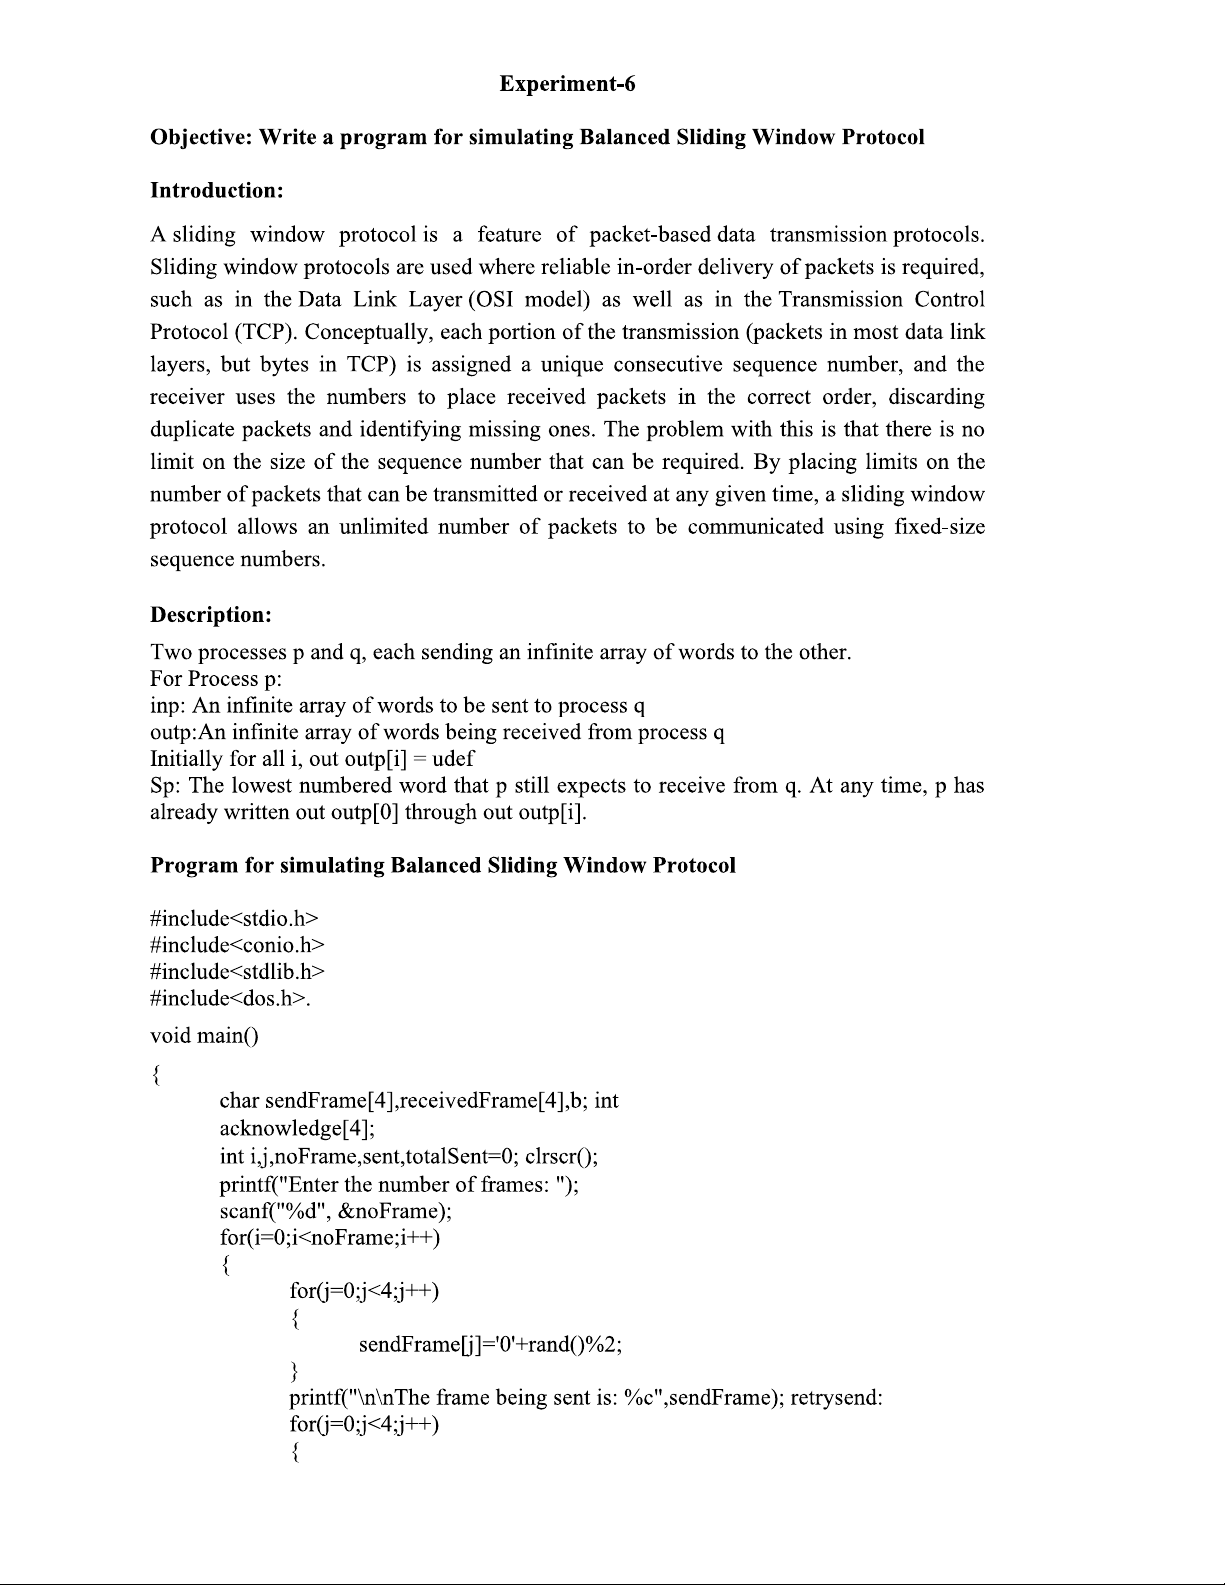 Experiment-6
Objective: Write a program for simulating Balanced Sliding Window Protocol
Introduction:
A sliding window protocol is a feature of packet-based data transmission protocols.
Sliding window protocols are used where reliable in-order delivery of packets is required,
such as in the Data Link Layer (OSI model) as well as in the Transmission Control
Protocol (TCP). Conceptually, each portion of the transmission (packets in most data link
layers, but bytes in TCP) is assigned a unique consecutive sequence number, and the
receiver uses the numbers to place received packets in the correct order, discarding
duplicate packets and identifying missing ones. The problem with this is that there is no
limit on the size of the sequence number that can be required. By placing limits on the
number of packets that can be transmitted or received at any given time, a sliding window
protocol allows an unlimited number of packets to be communicated using fixed-size
sequence numbers.
Description:
Two processes p and q, each sending an infinite array of words to the other.
For Process p:
inp: An infinite array of words to be sent to process q
outp:An infinite array of words being received from process q
Initially for all i, out outp[i] = udef
Sp: The lowest numbered word that p still expects to receive from q. At any time, p has
already written out outp[0] through out outp[i].
Program for simulating Balanced Sliding Window Protocol
#include<stdio.h>
#include<conio.h>
#include<stdlib.h>
#include<dos.h>.
void main()
{
char sendFrame[4],receivedFrame[4],b; int
acknowledge[4];
int i,j,noFrame,sent,totalSent=0; clrscr();
printf("Enter the number of frames: ");
scanf("%d", &noFrame);
for(i=0;i<noFrame;i++)
{
for(j=0;j<4;j++)
{
sendFrame[j]='0'+rand()%2;
}
printf("\n\nThe frame being sent is: %c",sendFrame); retrysend:
for(j=0;j<4;j++)
{